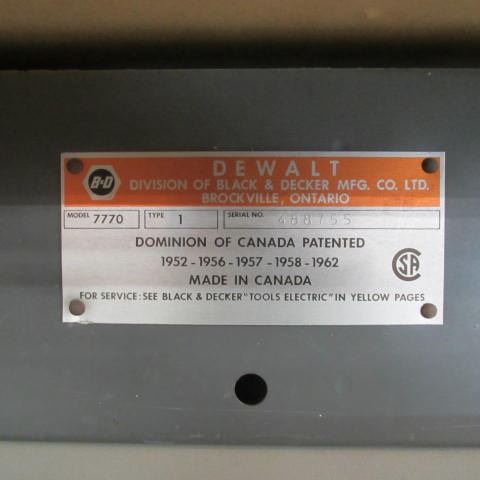 B&D
DEWALT
DIVISION OF BLACK & DECKER MFG. CO. LTD.
BROCKVILLE, ONTARIO
MODEL 7770 TYPE 1 SERIAL NO. 488755
DOMINION OF CANADA PATENTED
1952-1956-1957-1958-1962
MADE IN CANADA
FOR SERVICE: SEE BLACK & DECKER "TOOLS ELECTRIC" IN YELLOW PAGES
CSA